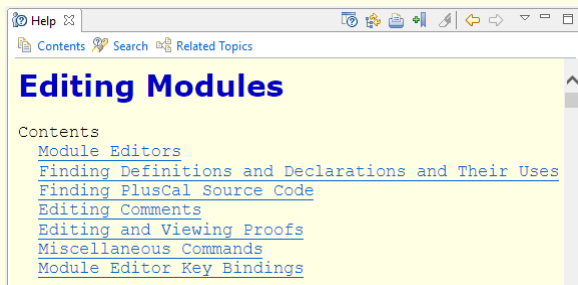 Help
Contents Search Related Topics
Editing Modules
Contents
Module Editors
Finding Definitions and Declarations and Their Uses
Finding PlusCal Source Code
Editing Comments
Editing and Viewing Proofs
Miscellaneous Commands
Module Editor Key Bindings